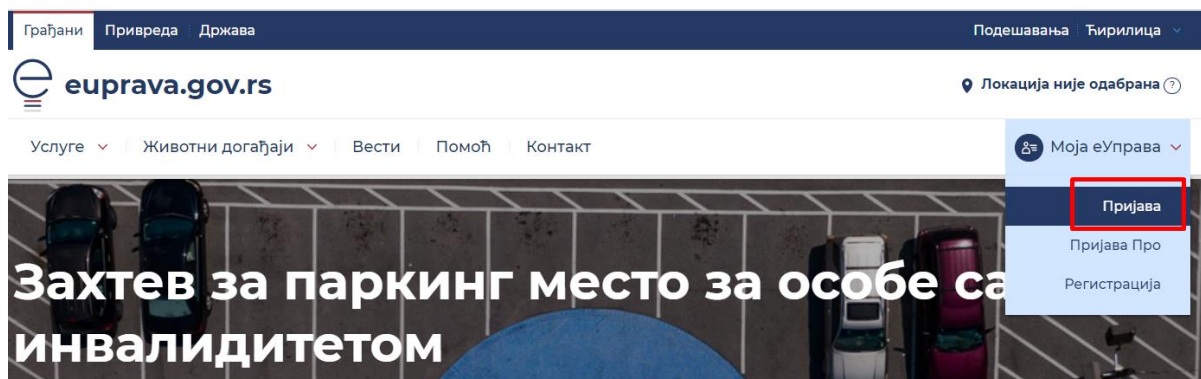 Грађани Привреда Држава Подешавања Ћирилица
euprava.gov.rs Локација није одабрана ?
Услуге Животни догађаји Вести Помоћ Контакт Моја еУправа
Пријава
Пријава Про
Регистрација
Захтев за паркинг место за особе са
инвалидитетом